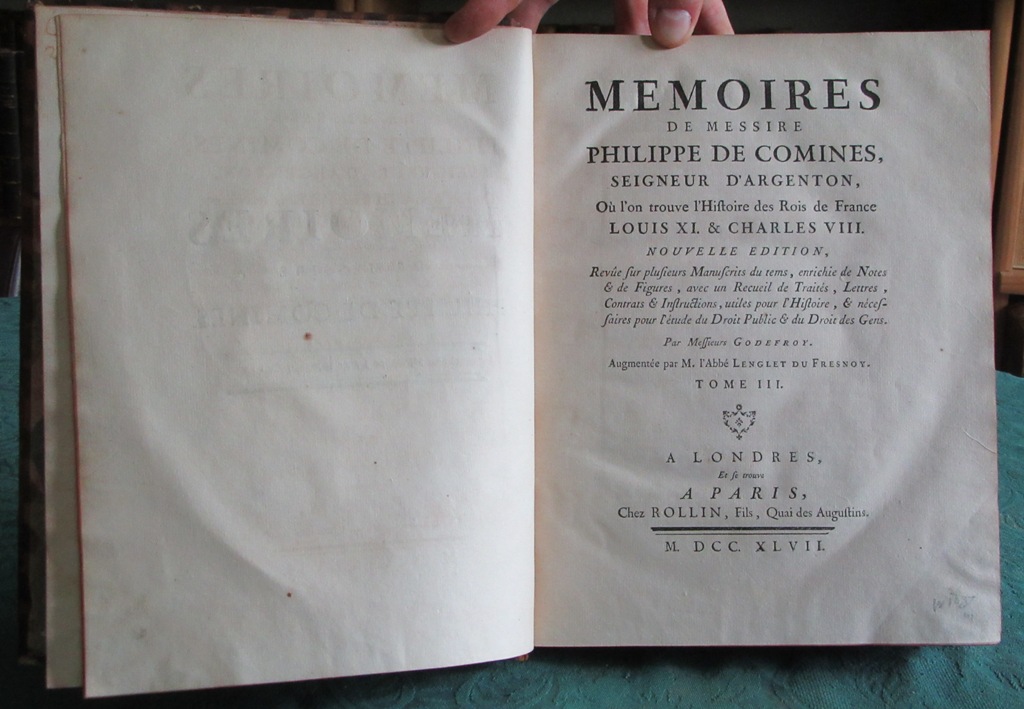 MEMOIRES
DE MESSIRE
PHILIPPE DE COMINES,
SEIGNEUR D'ARGENTON,
Où l'on trouve l'Hiſtoire des Rois de France
LOUIS XI. & CHARLES VIII.
NOUVELLE EDITION,
Revûe ſur pluſieurs Manuſcrits du tems, enrichie de Notes
& de Figures, avec un Recueil de Traités, Lettres,
Contrats & Inſtructions, utiles pour l'Hiſtoire, & néceſ-
ſaires pour l'étude du Droit Public & du Droit des Gens.
Par Meſſieurs GODEFROY.
Augmentée par M. l'Abbé LENGLET DU FRESNOY.
TOME III.
A LONDRES,
Et ſe trouve
A PARIS,
Chez ROLLIN, Fils, Quai des Auguſtins.
M. DCC. XLVII.